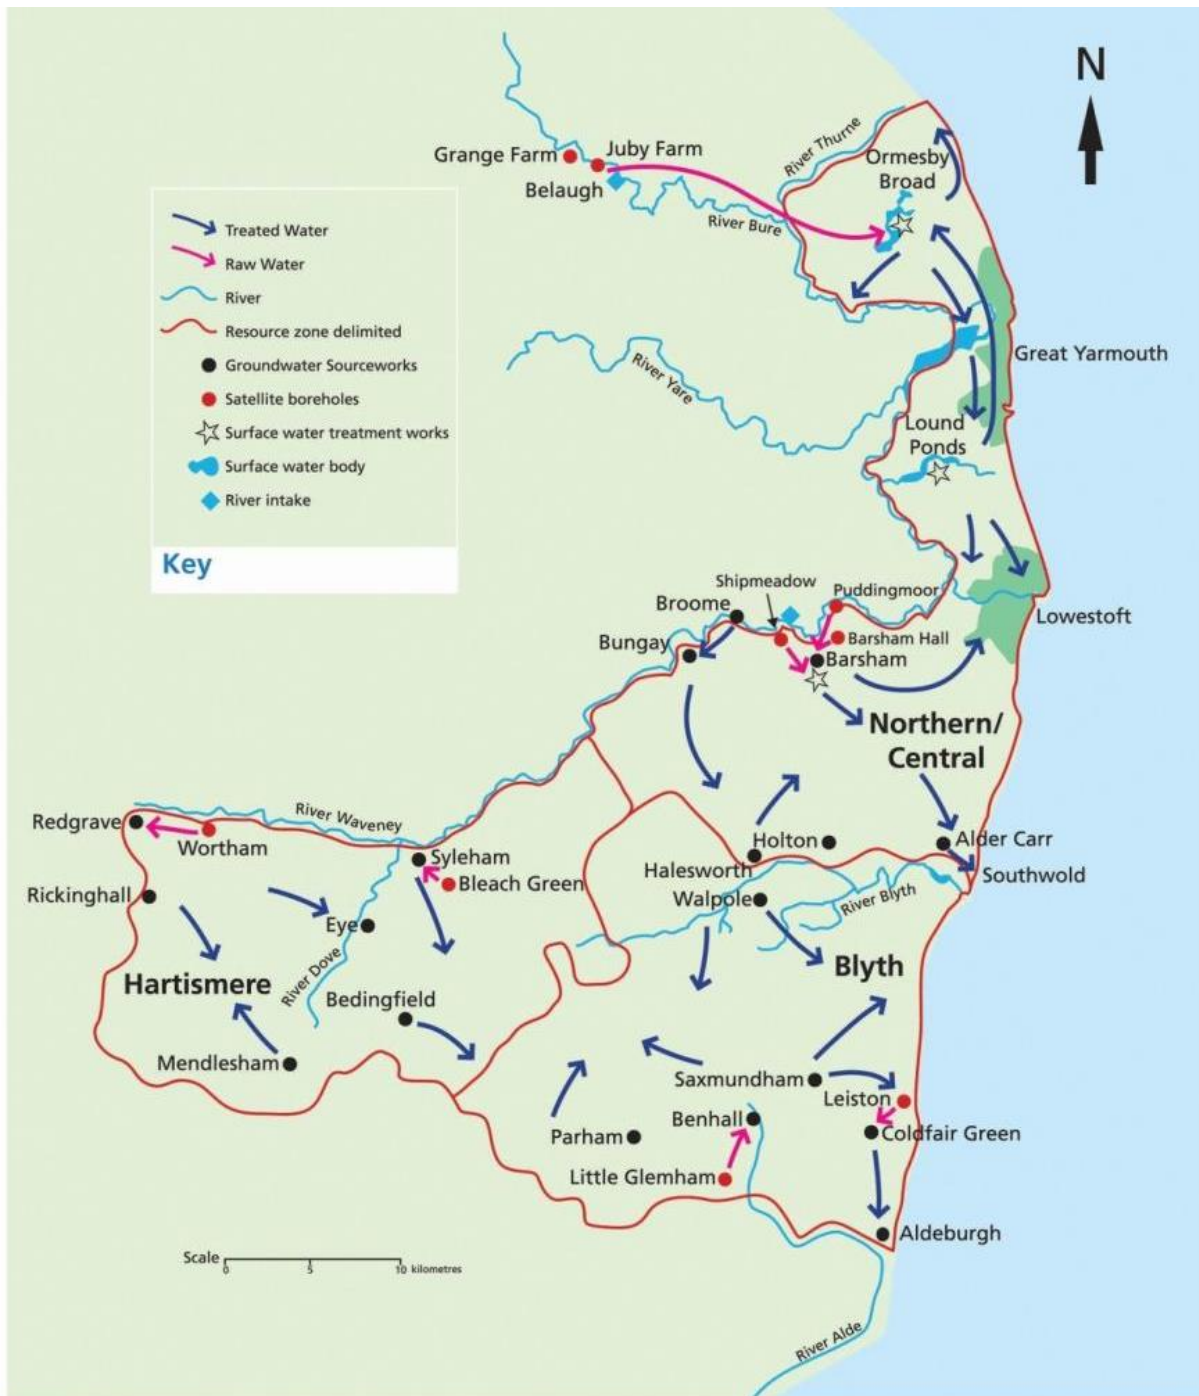 N
River Thurne
Grange Farm
Juby Farm
Ormesby
Broad
Belaugh
River Bure
Treated Water
Raw Water
River
Resource zone delimited
Groundwater Sourceworks
Satellite boreholes
Surface water treatment works
Surface water body
River intake
Key
Great Yarmouth
River Yare
Lound
Ponds
Shipmeadow
Puddingmoor
Broome
Lowestoft
Bungay
Barsham Hall
Barsham
Northern/
Central
River Waveney
Redgrave
Wortham
Syleham
Holton
Alder Carr
Halesworth
Southwold
Bleach Green
Rickinghall
Walpole
River Blyth
Eye
River Dove
Blyth
Hartismere
Bedingfield
Mendlesham
Saxmundham
Leiston
Benhall
Coldfair Green
Parham
Little Glemham
Aldeburgh
Scale
0 5 10 kilometres
River Alde